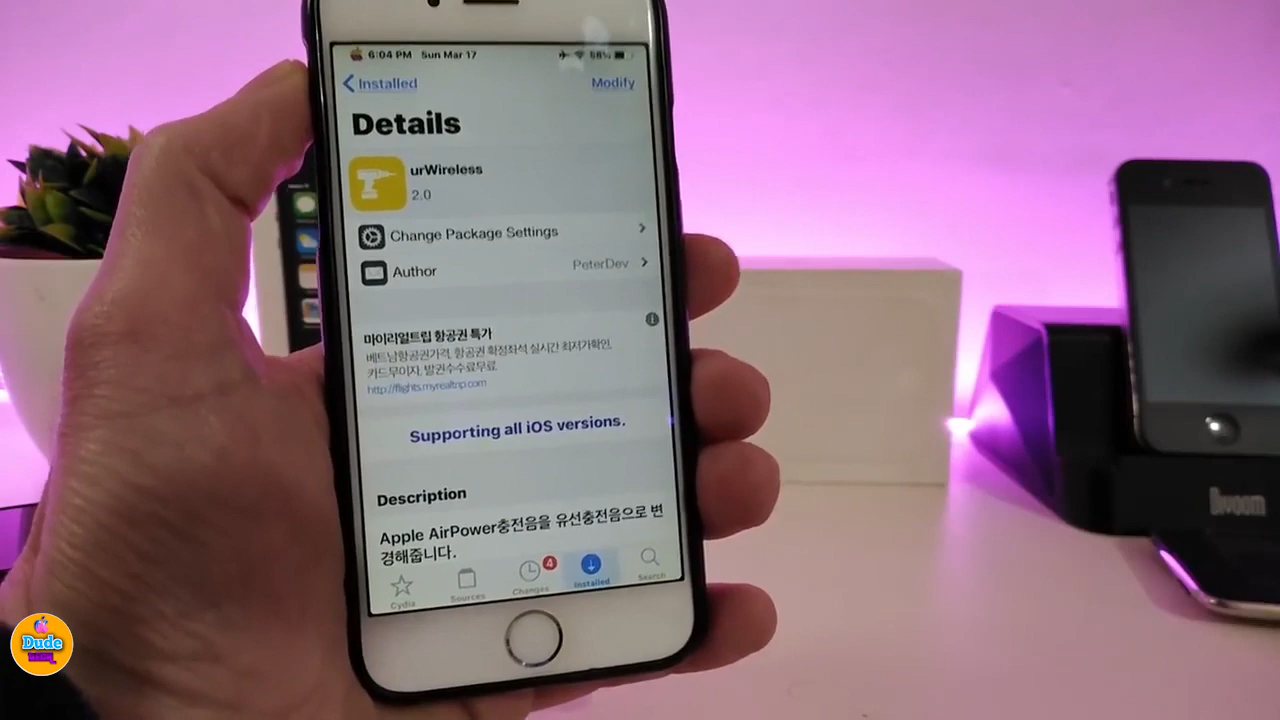 6:04 PM Sun Mar 17 58%
Installed
Modify
Details
urWireless
2.0
Change Package Settings
Author PeterDev
마이리얼트립 항공권 특가
베트남항공권가격, 항공권 확정좌석 실시간 최저가확인,
카드무이자, 발권수수료무료.
http://flights.myrealtrip.com
Supporting all iOS versions.
Description
Apple AirPower충전음을 유선충전음으로 변
경해줍니다.
4
Cydia Sources Changes Installed Search
Divoom
Dude